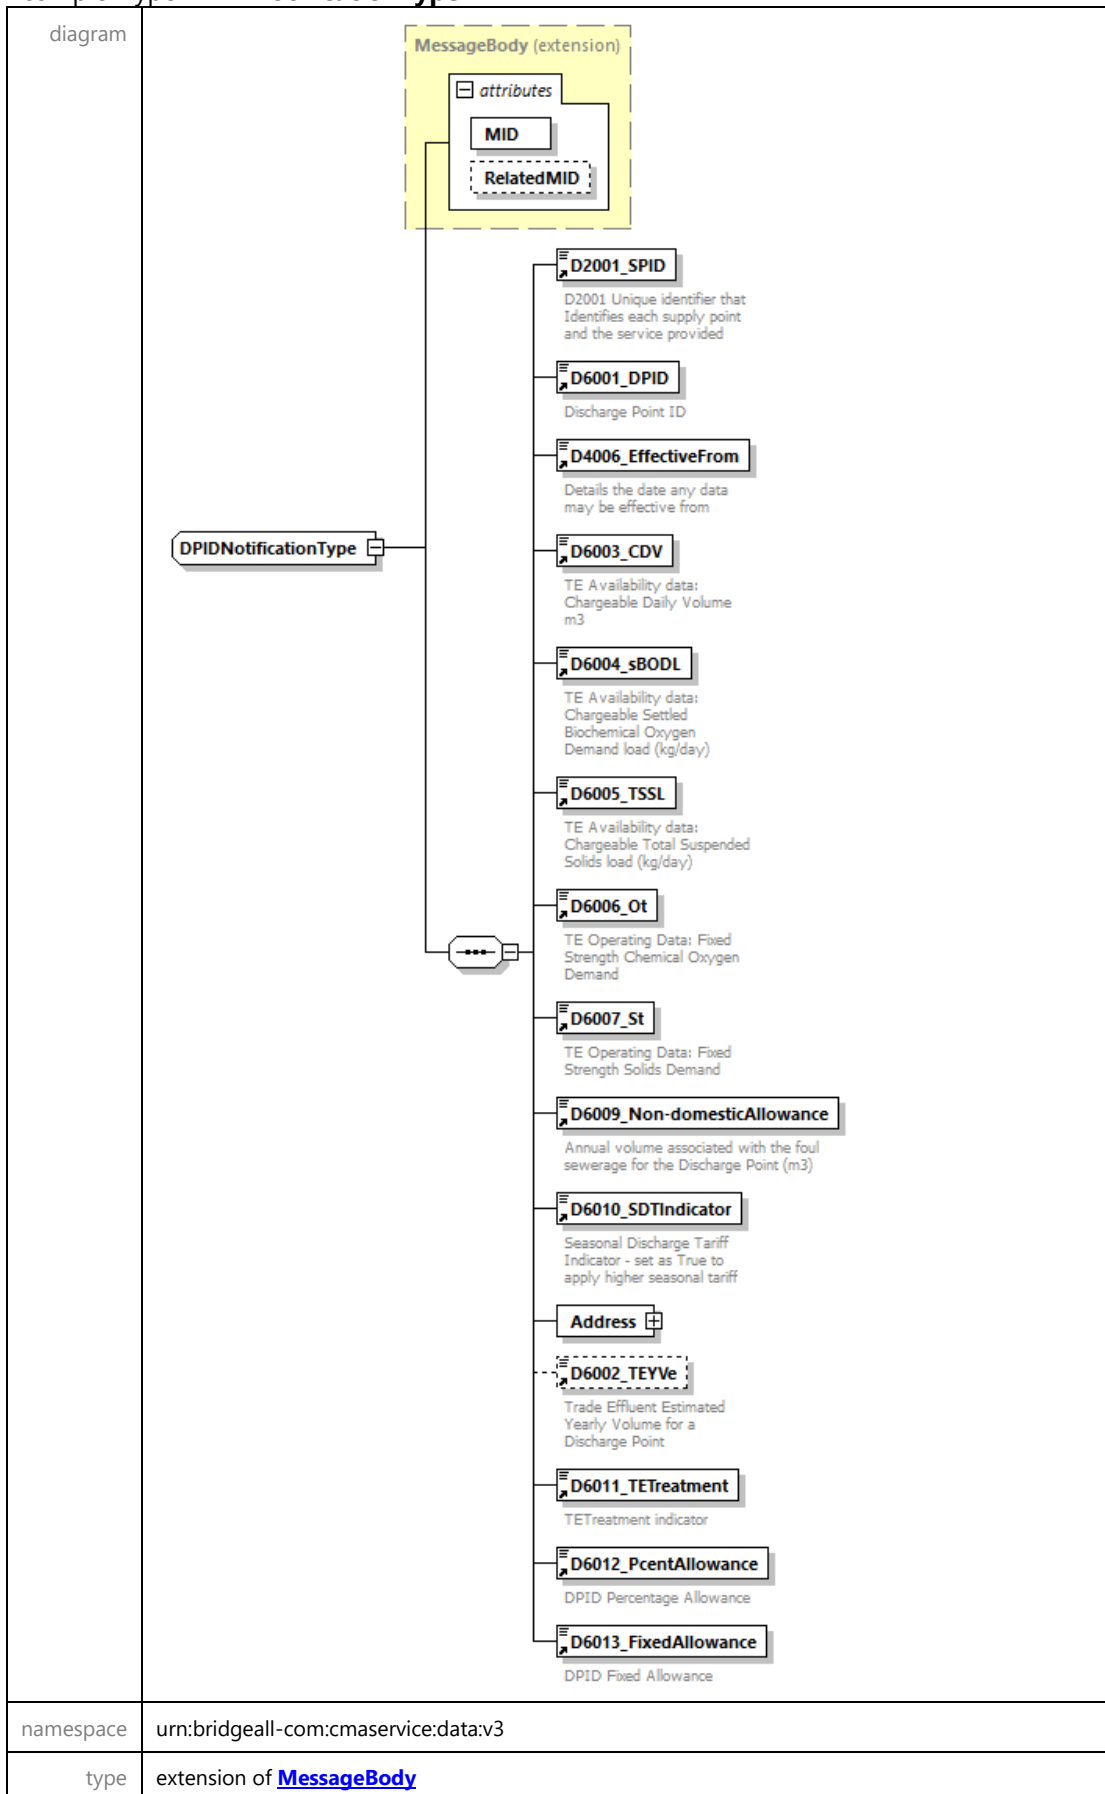 diagram
MessageBody (extension)
attributes
MID
RelatedMID
D2001_SPID
D2001 Unique identifier that
Identifies each supply point
and the service provided
D6001_DPID
Discharge Point ID
D4006_EffectiveFrom
Details the date any data
may be effective from
DPIDNotificationType
D6003_CDV
TE Availability data:
Chargeable Daily Volume
m3
D6004_sBODL
TE Availability data:
Chargeable Settled
Biochemical Oxygen
Demand load (kg/day)
D6005_TSSL
TE Availability data:
Chargeable Total Suspended
Solids load (kg/day)
D6006_Ot
TE Operating Data: Fixed
Strength Chemical Oxygen
Demand
D6007_St
TE Operating Data: Fixed
Strength Solids Demand
D6009_Non-domesticAllowance
Annual volume associated with the foul
sewerage for the Discharge Point (m3)
D6010_SDTIndicator
Seasonal Discharge Tariff
Indicator - set as True to
apply higher seasonal tariff
Address
D6002_TEYVe
Trade Effluent Estimated
Yearly Volume for a
Discharge Point
D6011_TETreatment
TETreatment indicator
D6012_PcentAllowance
DPID Percentage Allowance
D6013_FixedAllowance
DPID Fixed Allowance
namespace urn:bridgeall-com:cmaservice:data:v3
type extension of MessageBody